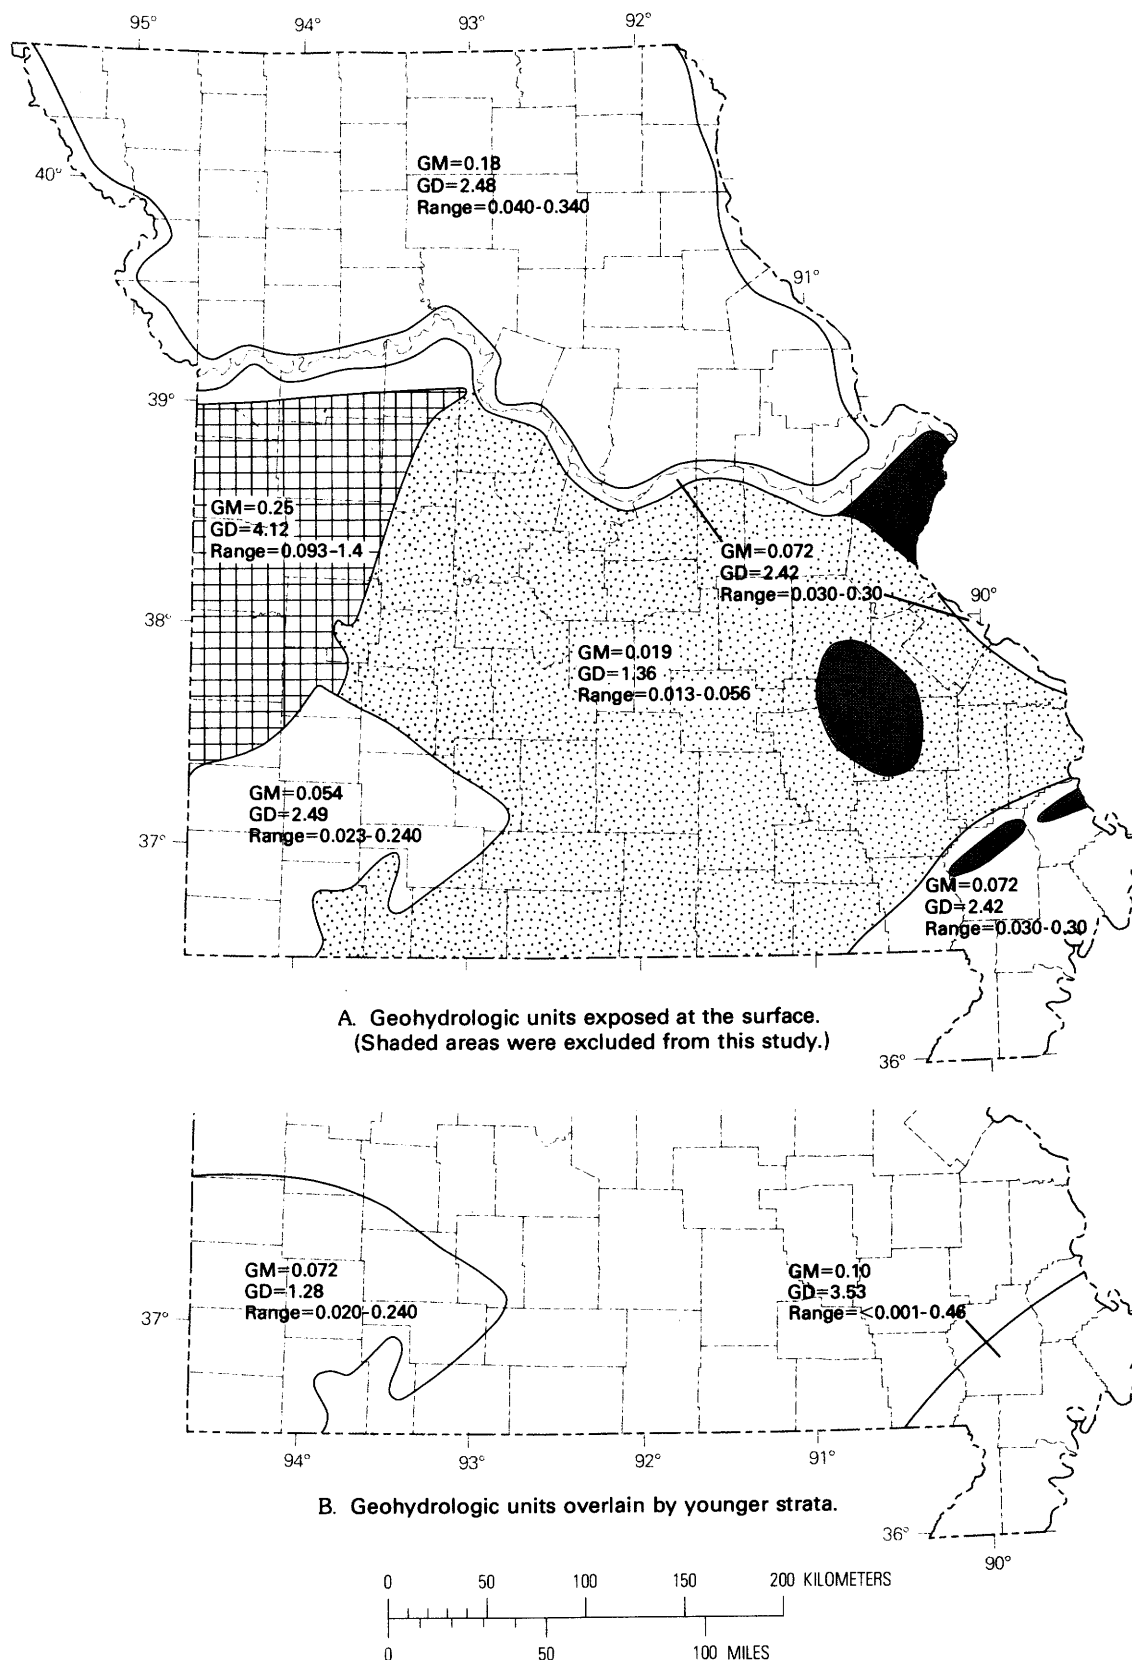 95° 94° 93° 92°
GM=0.18
GD=2.48
Range=0.040-0.340
40°
91°
39°
GM=0.25
GD=4.12
Range=0.093-1.4
GM=0.072
GD=2.42
Range=0.030-0.30
90°
38°
GM=0.019
GD=1.36
Range=0.013-0.056
GM=0.054
GD=2.49
Range=0.023-0.240
37°
GM=0.072
GD=2.42
Range=0.030-0.30
A. Geohydrologic units exposed at the surface.
(Shaded areas were excluded from this study.)
36°
GM=0.072
GD=1.28
Range=0.020-0.240
GM=0.10
GD=3.53
Range=<0.001-0.46
37°
94° 93° 92° 91°
B. Geohydrologic units overlain by younger strata.
36°
90°
0 50 100 150 200 KILOMETERS
0 50 100 MILES